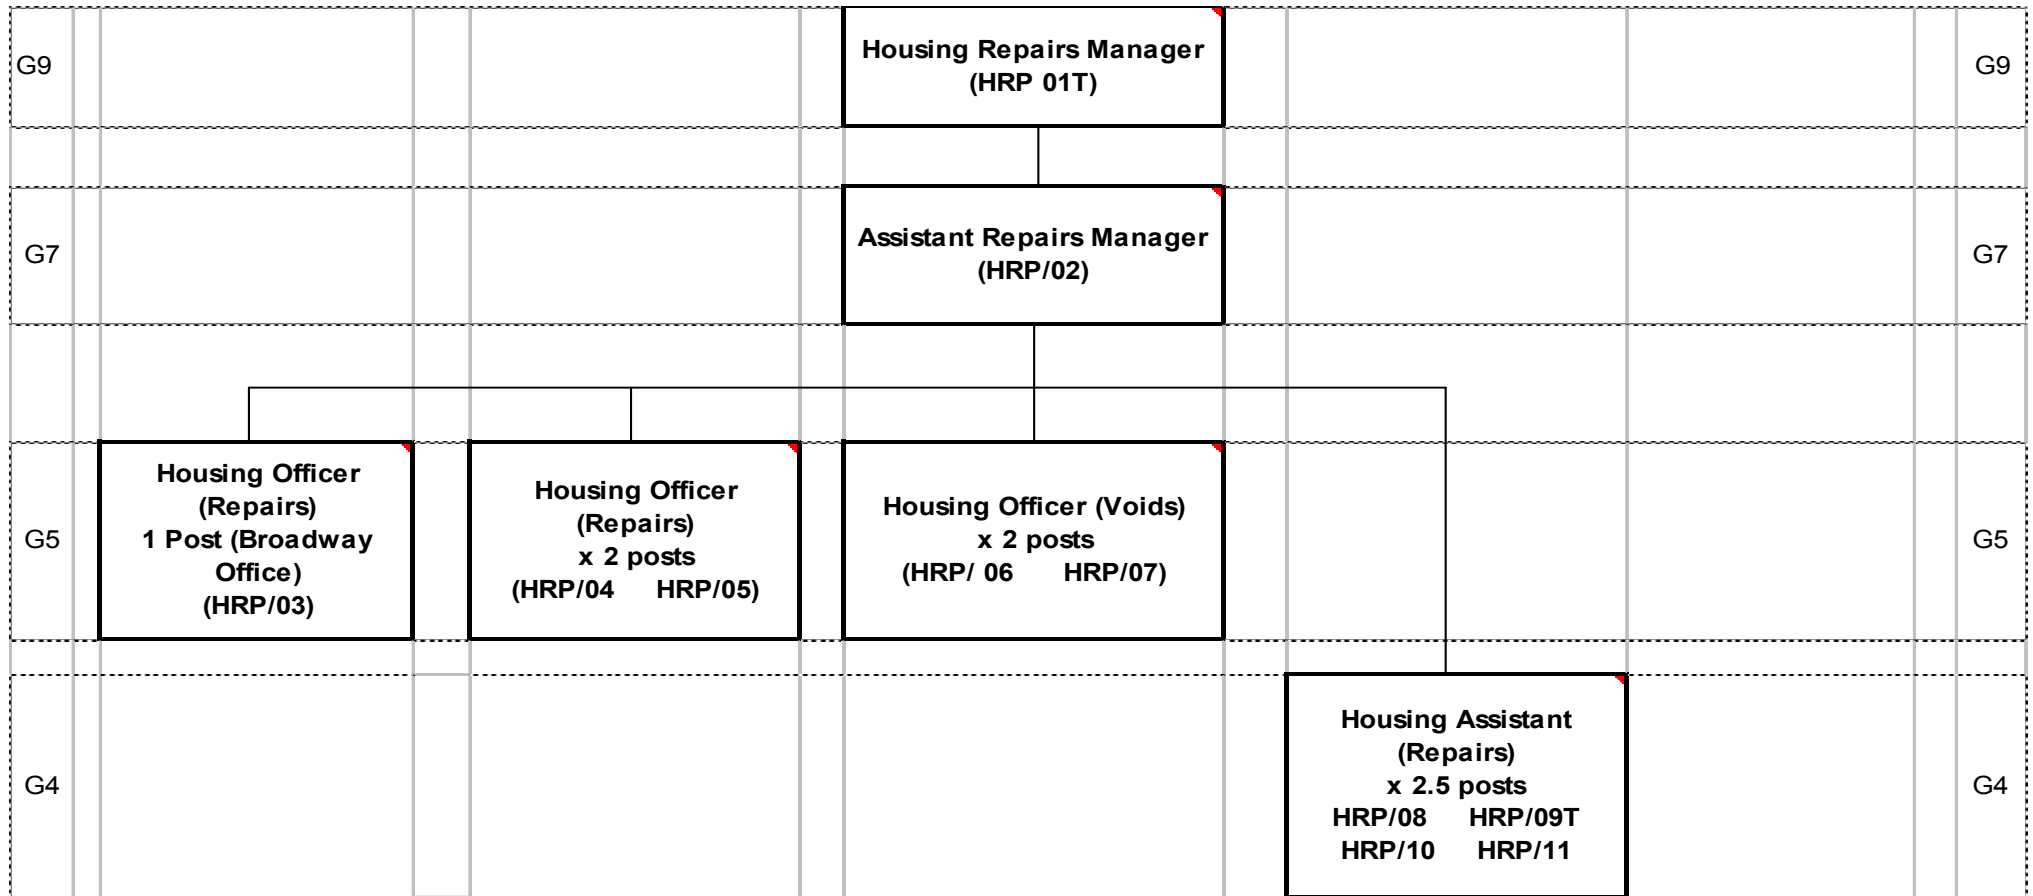 G9
Housing Repairs Manager
(HRP 01T)
G9
G7
Assistant Repairs Manager
(HRP/02)
G7
G5
Housing Officer
(Repairs)
1 Post (Broadway
Office)
(HRP/03)
Housing Officer
(Repairs)
x 2 posts
(HRP/04 HRP/05)
Housing Officer (Voids)
x 2 posts
(HRP/ 06 HRP/07)
G5
G4
Housing Assistant
(Repairs)
x 2.5 posts
HRP/08 HRP/09T
HRP/10 HRP/11
G4